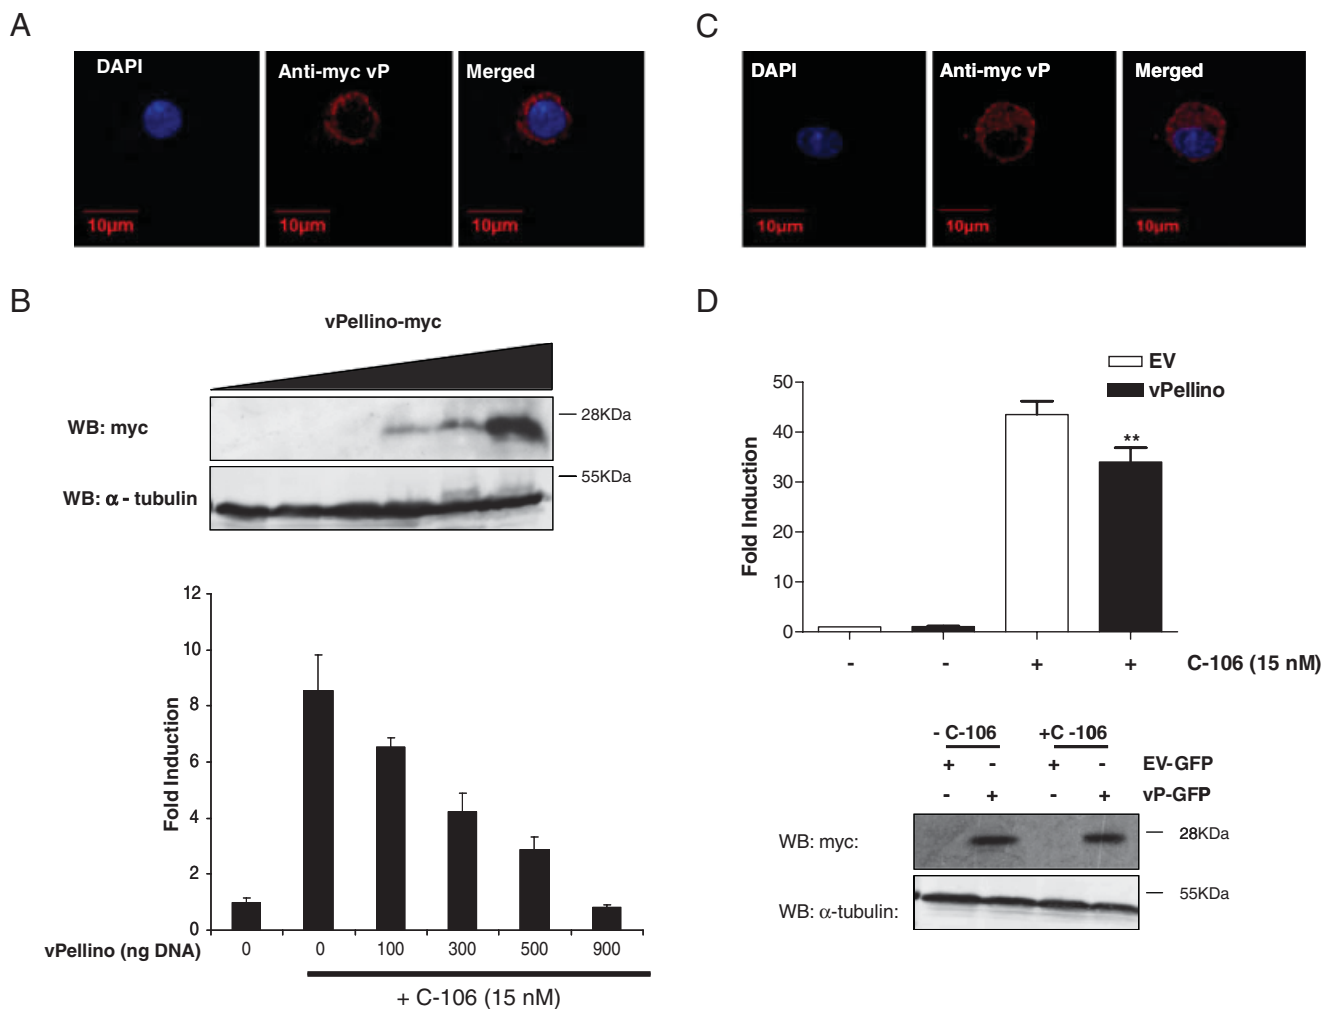 A
DAPI
Anti-myc vP
Merged
10μm
10μm
10μm
B
vPellino-myc
WB: myc
28KDa
WB: α - tubulin
55KDa
Fold Induction
12
10
8
6
4
2
0
vPellino (ng DNA)
0 0 100 300 500 900
+ C-106 (15 nM)
C
DAPI
Anti-myc vP
Merged
10μm
10μm
10μm
D
EV
vPellino
Fold Induction
50
40
30
20
10
0
**
- - + + C-106 (15 nM)
- C-106 +C -106
+ - + - EV-GFP
- + - + vP-GFP
WB: myc:
28KDa
WB: α-tubulin:
55KDa